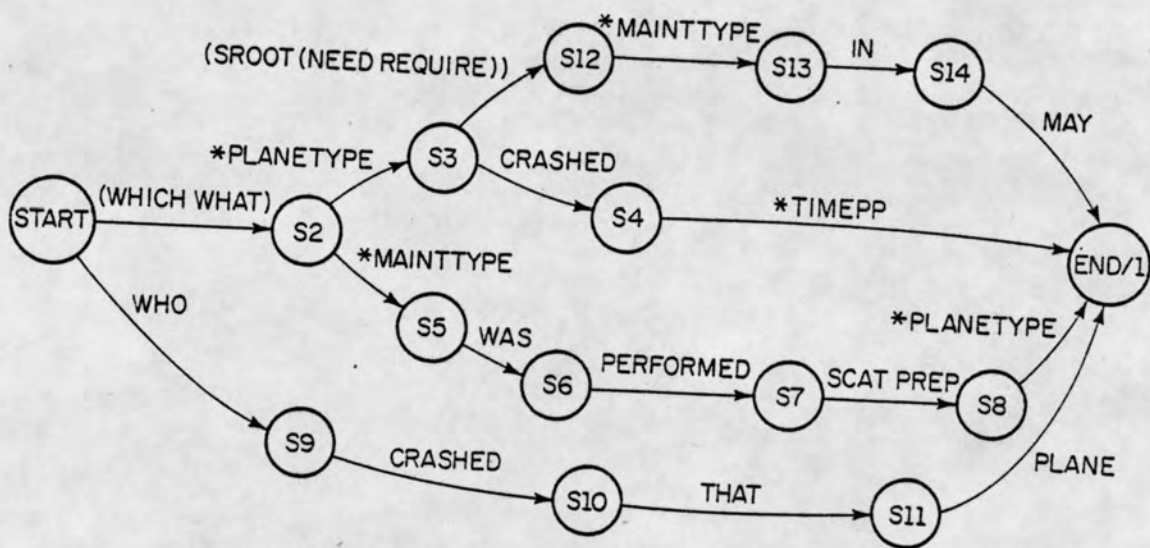 *MAINTTYPE
IN
(SROOT (NEED REQUIRE))
S12
S13
S14
MAY
*PLANETYPE
S3
CRASHED
(WHICH WHAT)
START
S2
S4
*TIMEPP
*MAINTTYPE
END/1
WHO
S5
WAS
*PLANETYPE
S6
PERFORMED
S7
SCAT PREP
S8
S9
CRASHED
PLANE
S10
THAT
S11